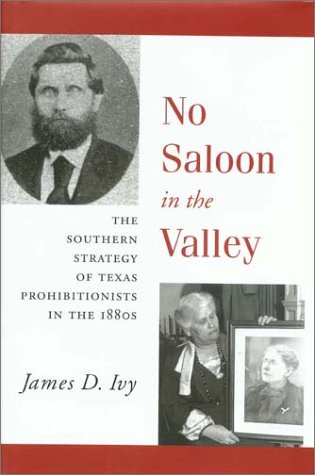 No
Saloon
in the
Valley
THE
SOUTHERN
STRATEGY
OF TEXAS
PROHIBITIONISTS
IN THE 1880S
James D. Ivy